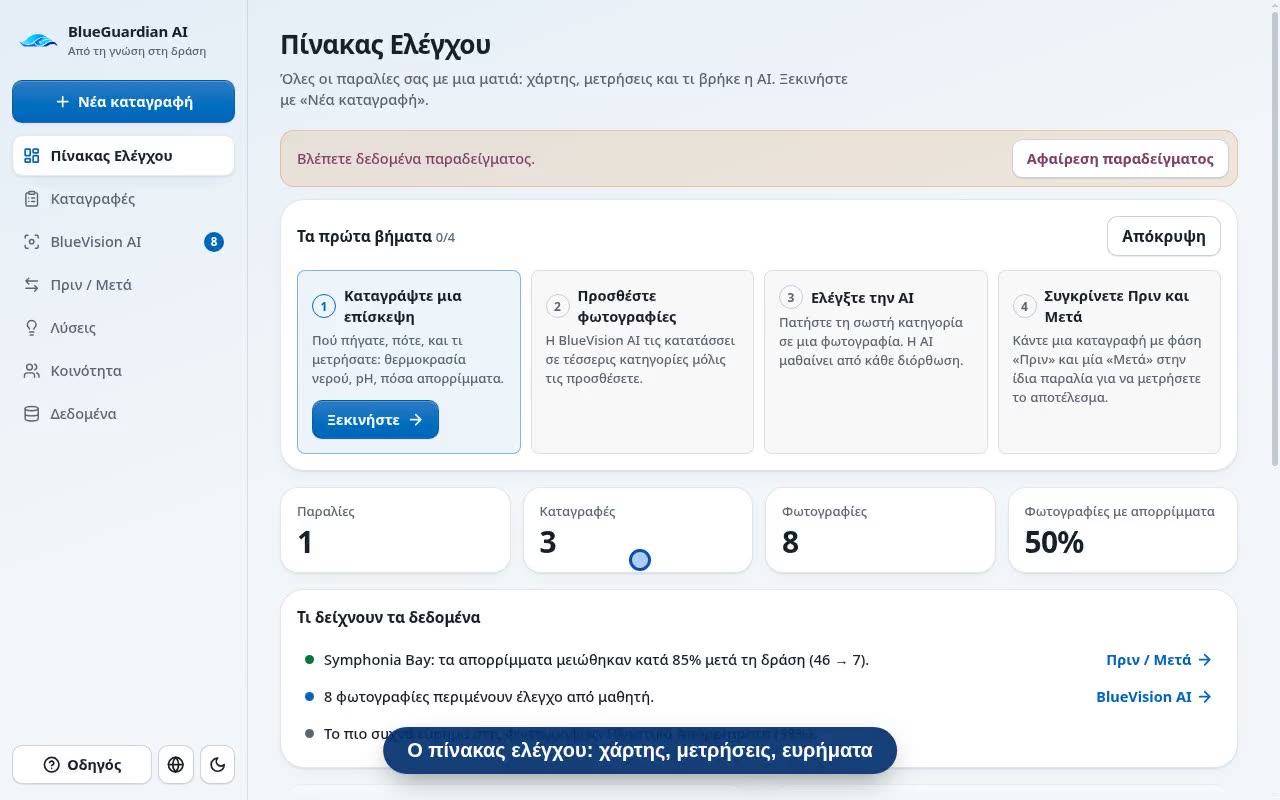 BlueGuardian AI
Από τη γνώση στη δράση
Νέα καταγραφή
Πίνακας Ελέγχου
Καταγραφές
BlueVision AI
8
Πριν / Μετά
Λύσεις
Κοινότητα
Δεδομένα
Οδηγός
Πίνακας Ελέγχου
Όλες οι παραλίες σας με μια ματιά: χάρτης, μετρήσεις και τι βρήκε η AI. Ξεκινήστε
με «Νέα καταγραφή».
Βλέπετε δεδομένα παραδείγματος.
Αφαίρεση παραδείγματος
Τα πρώτα βήματα 0/4
Απόκρυψη
1
Καταγράψτε μια
επίσκεψη
Πού πήγατε, πότε, και τι
μετρήσατε: θερμοκρασία
νερού, pH, πόσα απορρίμματα.
Ξεκινήστε
2
Προσθέστε
φωτογραφίες
Η BlueVision AI τις κατατάσσει
σε τέσσερις κατηγορίες μόλις
τις προσθέσετε.
3
Ελέγξτε την AI
Πατήστε τη σωστή κατηγορία
σε μια φωτογραφία. Η AI
μαθαίνει από κάθε διόρθωση.
4
Συγκρίνετε Πριν και
Μετά
Κάντε μια καταγραφή με φάση
«Πριν» και μία «Μετά» στην
ίδια παραλία για να μετρήσετε
το αποτέλεσμα.
Παραλίες
1
Καταγραφές
3
Φωτογραφίες
8
Φωτογραφίες με απορρίμματα
50%
Τι δείχνουν τα δεδομένα
Symphonia Bay: τα απορρίμματα μειώθηκαν κατά 85% μετά τη δράση (46 → 7).
Πριν / Μετά →
8 φωτογραφίες περιμένουν έλεγχο από μαθητή.
BlueVision AI →
Το πιο
Ο πίνακας ελέγχου: χάρτης, μετρήσεις, ευρήματα